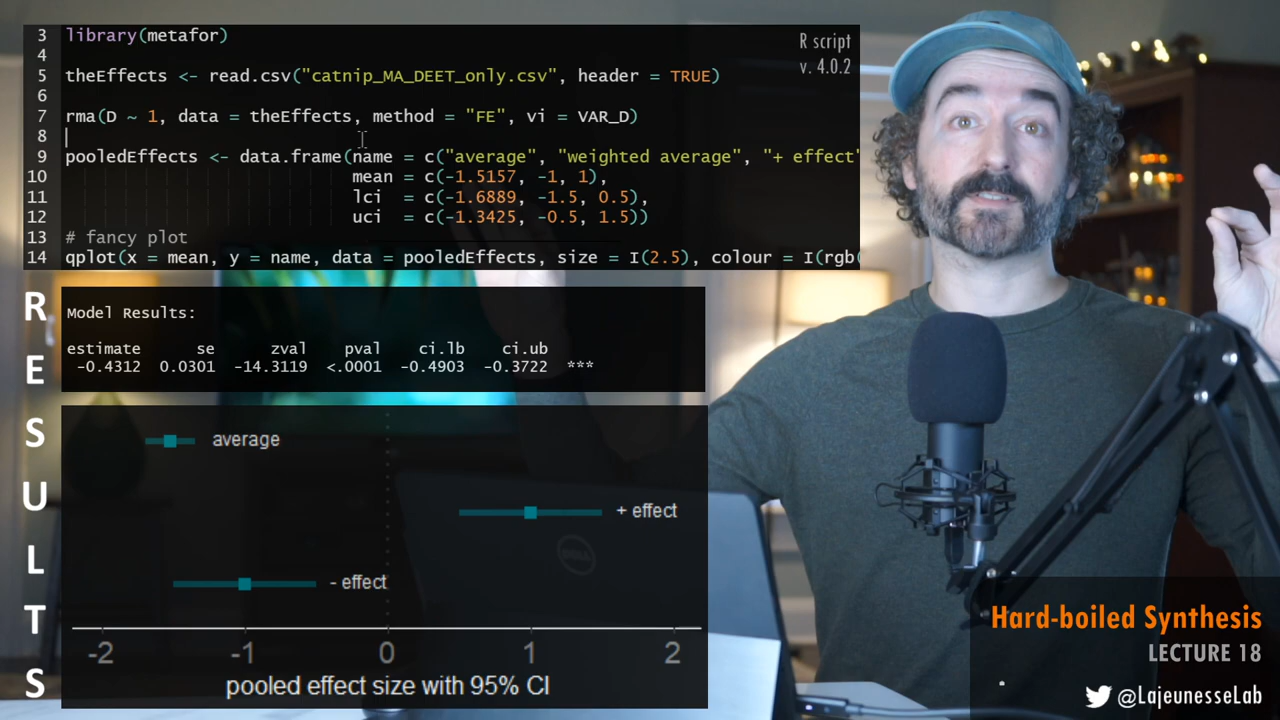 3 library(metafor)
4
5 theEffects <- read.csv("catnip_MA_DEET_only.csv", header = TRUE)
6
7 rma(D ~ 1, data = theEffects, method = "FE", vi = VAR_D)
8
9 pooledEffects <- data.frame(name = c("average", "weighted average", "+ effect"
10 mean = c(-1.5157, -1, 1),
11 lci = c(-1.6889, -1.5, 0.5),
12 uci = c(-1.3425, -0.5, 1.5))
13 # fancy plot
14 qplot(x = mean, y = name, data = pooledEffects, size = I(2.5), colour = I(rgb(
R script
v. 4.0.2
RESULTS
Model Results:
estimate se zval pval ci.lb ci.ub
-0.4312 0.0301 -14.3119 <.0001 -0.4903 -0.3722 ***
average
+ effect
- effect
-2 -1 0 1 2
pooled effect size with 95% CI
DELL
Hard-boiled Synthesis
LECTURE 18
@LajeunesseLab